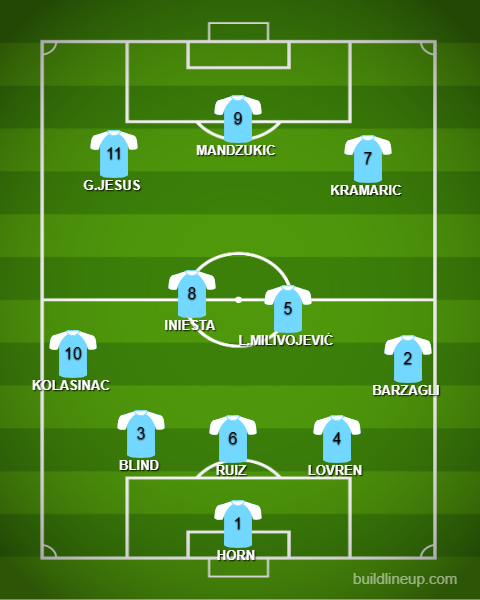 9
MANDZUKIC
11
G.JESUS
7
KRAMARIC
8
INIESTA
5
L.MILIVOJEVIĆ
10
KOLASINAC
2
BARZAGLI
3
BLIND
6
RUIZ
4
LOVREN
1
HORN
buildlineup.com